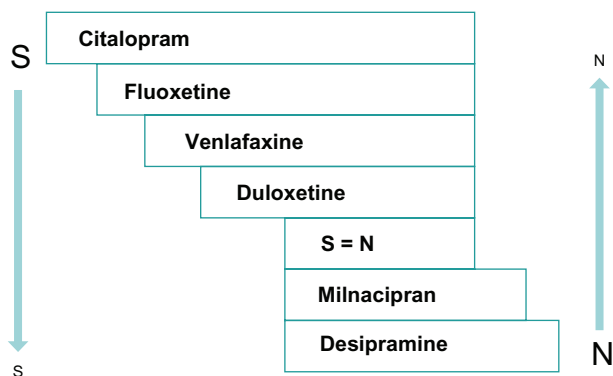 Citalopram
S
N
Fluoxetine
Venlafaxine
Duloxetine
S = N
Milnacipran
Desipramine
S
N